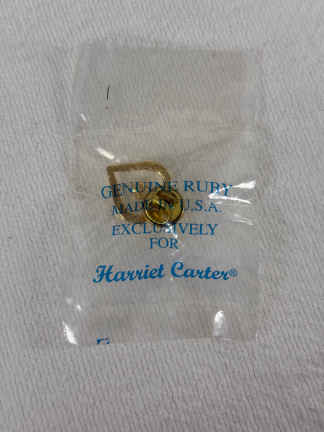 GENUINE RUBY
MADE IN U.S.A.
EXCLUSIVELY
FOR
Harriet Carter®